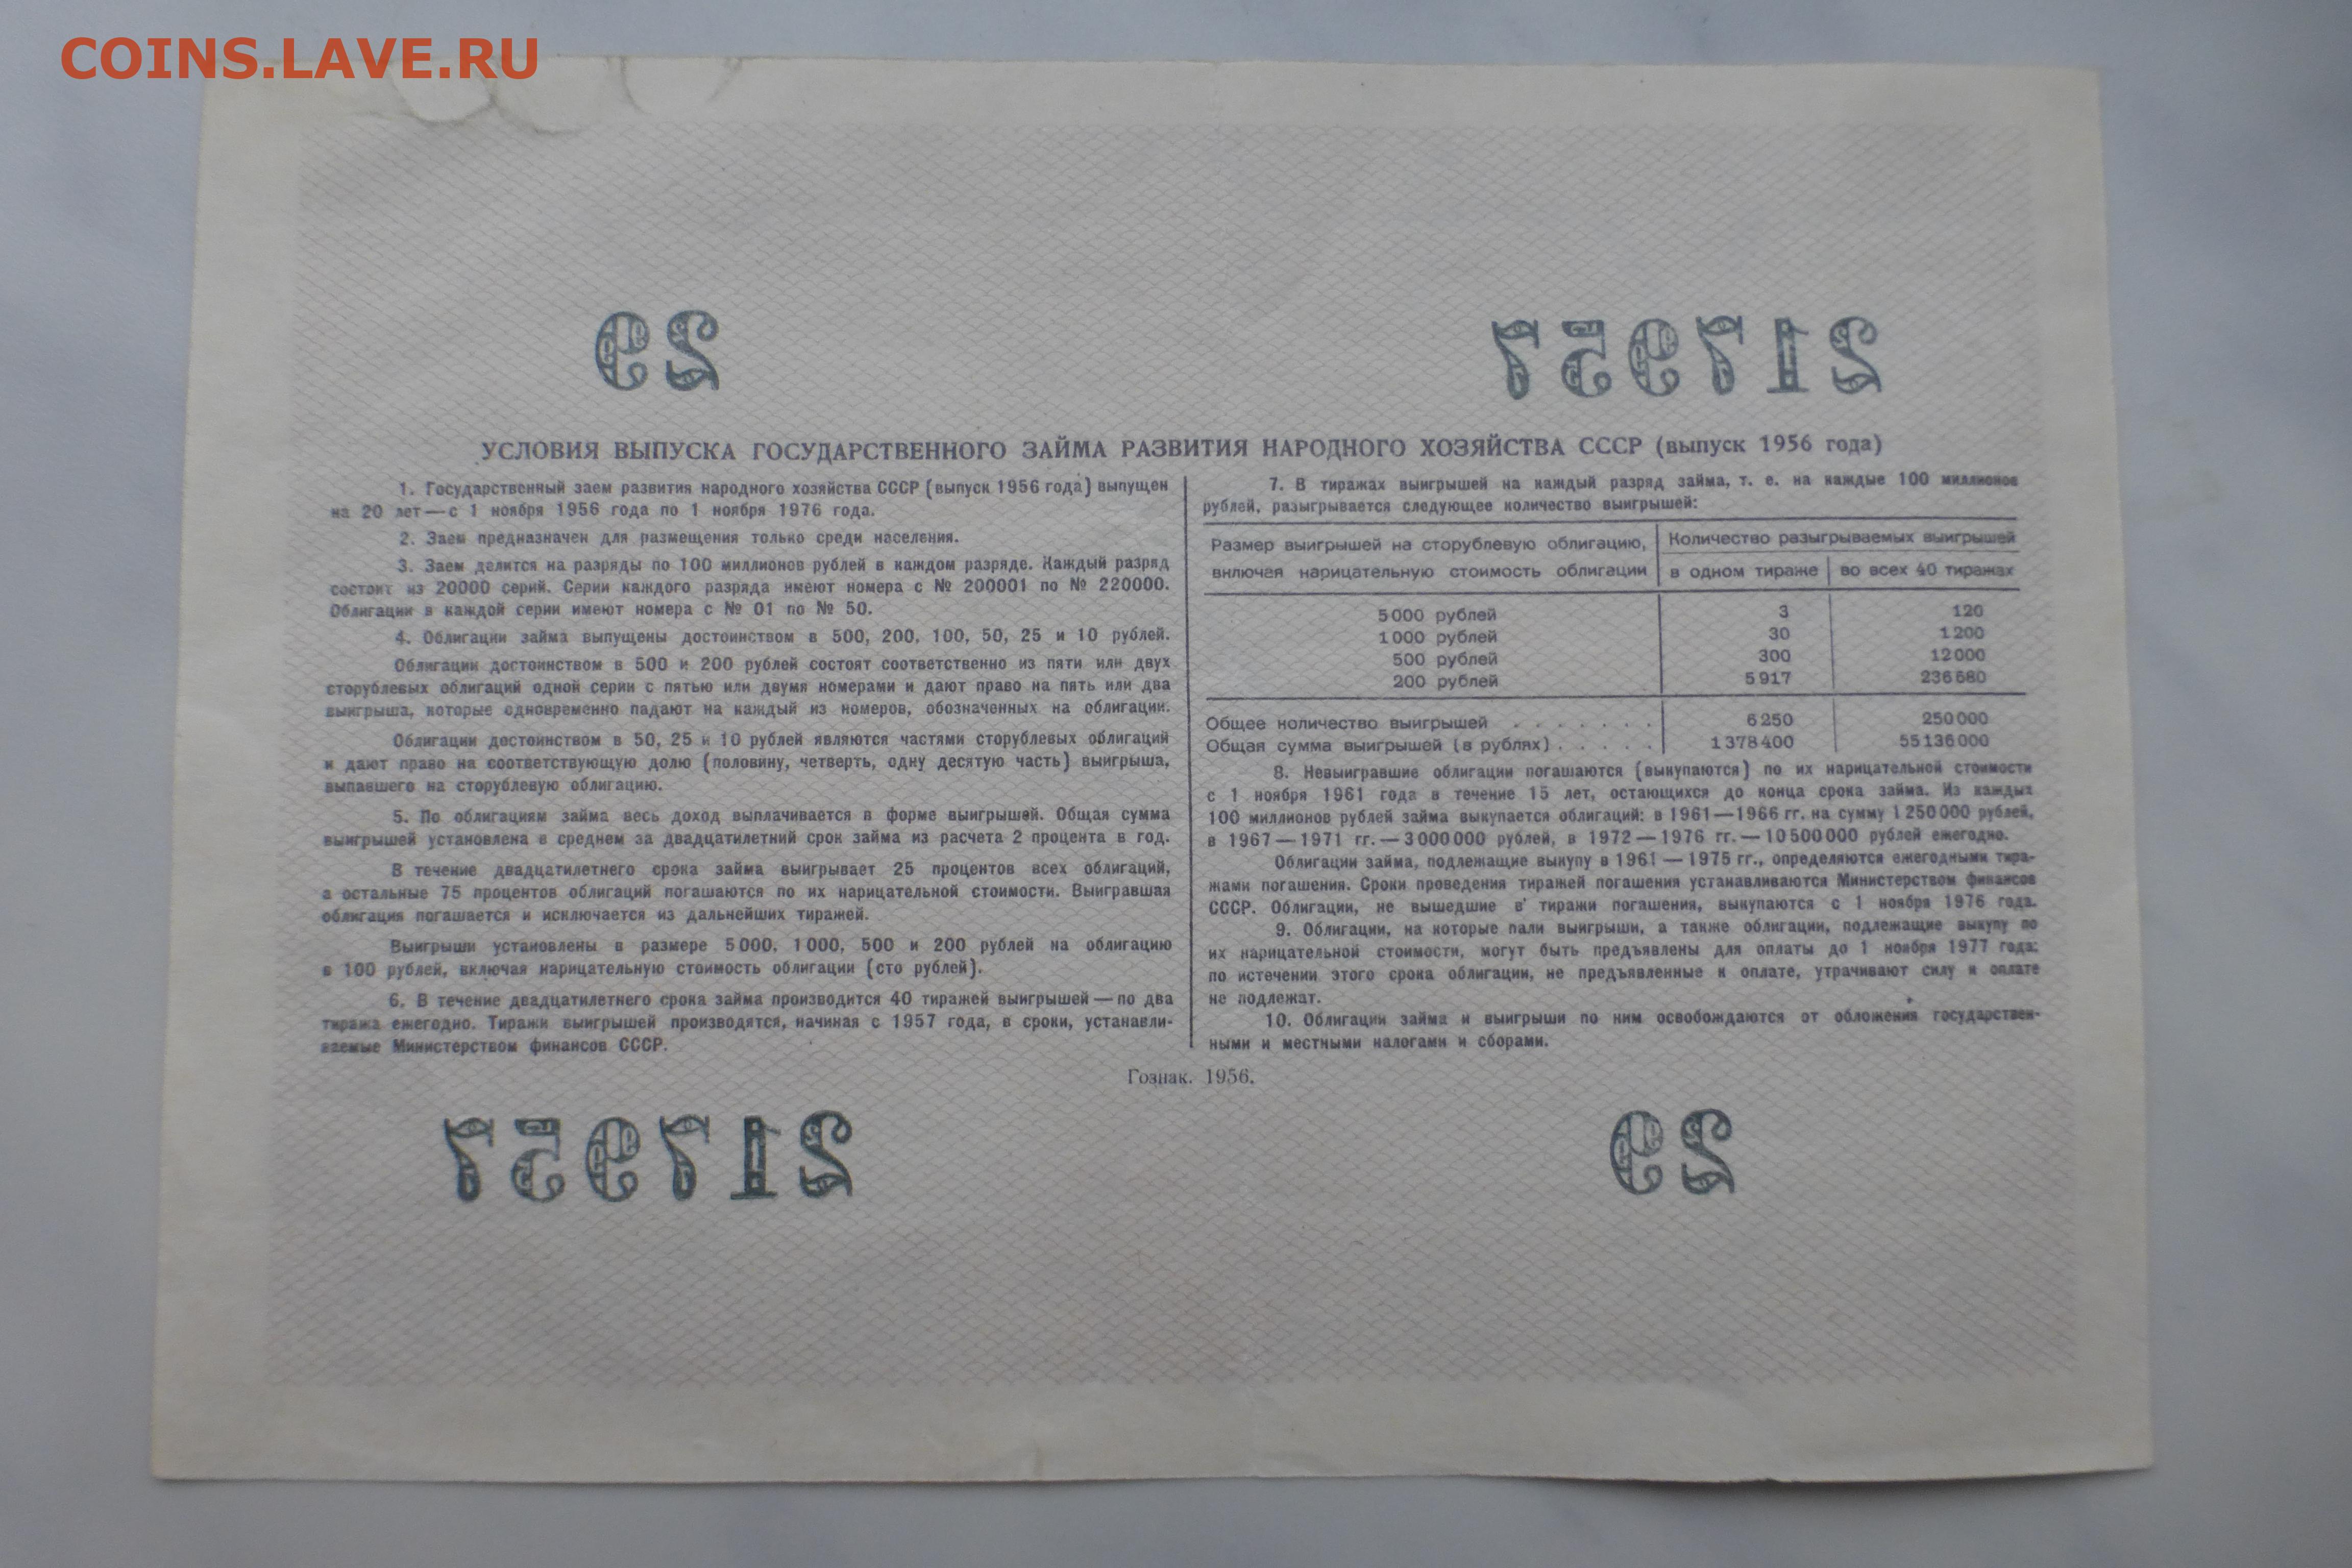 COINS.LAVE.RU
29
217957
УСЛОВИЯ ВЫПУСКА ГОСУДАРСТВЕННОГО ЗАЙМА РАЗВИТИЯ НАРОДНОГО ХОЗЯЙСТВА СССР (выпуск 1956 года)
1. Государственный заем развития народного хозяйства СССР (выпуск 1956 года) выпущен
на 20 лет — с 1 ноября 1956 года по 1 ноября 1976 года.
2. Заем предназначен для размещения только среди населения.
3. Заем делится на разряды по 100 миллионов рублей в каждом разряде. Каждый разряд
состоит из 20000 серий. Серии каждого разряда имеют номера с № 200001 по № 220000.
Облигации в каждой серии имеют номера с № 01 по № 50.
4. Облигации займа выпущены достоинством в 500, 200, 100, 50, 25 и 10 рублей.
Облигации достоинством в 500 и 200 рублей состоят соответственно из пяти или двух
сторублевых облигаций одной серии с пятью или двумя номерами и дают право на пять или два
выигрыша, которые одновременно падают на каждый из номеров, обозначенных на облигации.
Облигации достоинством в 50, 25 и 10 рублей являются частями сторублевых облигаций
и дают право на соответствующую долю (половину, четверть, одну десятую часть) выигрыша,
выпавшего на сторублевую облигацию.
5. По облигациям займа весь доход выплачивается в форме выигрышей. Общая сумма
выигрышей установлена в среднем за двадцатилетний срок займа из расчета 2 процента в год.
В течение двадцатилетнего срока займа выигрывает 25 процентов всех облигаций,
а остальные 75 процентов облигаций погашаются по их нарицательной стоимости. Выигравшая
облигация погашается и исключается из дальнейших тиражей.
Выигрыши установлены в размере 5000, 1000, 500 и 200 рублей на облигацию
в 100 рублей, включая нарицательную стоимость облигации (сто рублей).
6. В течение двадцатилетнего срока займа производится 40 тиражей выигрышей — по два
тиража ежегодно. Тиражи выигрышей производятся, начиная с 1957 года, в сроки, устанавли-
ваемые Министерством финансов СССР.
7. В тиражах выигрышей на каждый разряд займа, т. е. на каждые 100 миллионов
рублей, разыгрывается следующее количество выигрышей:
Размер выигрышей на сторублевую облигацию, Количество разыгрываемых выигрышей
включая нарицательную стоимость облигации в одном тираже во всех 40 тиражах
5000 рублей 3 120
1000 рублей 30 1200
500 рублей 300 12000
200 рублей 5917 236680
Общее количество выигрышей . . . . . . . 6250 250000
Общая сумма выигрышей (в рублях) . . . . . 1378400 55136000
8. Невыигравшие облигации погашаются (выкупаются) по их нарицательной стоимости
с 1 ноября 1961 года в течение 15 лет, остающихся до конца срока займа. Из каждых
100 миллионов рублей займа выкупается облигаций: в 1961—1966 гг. на сумму 1250000 рублей,
в 1967—1971 гг. — 3000000 рублей, в 1972—1976 гг. — 10500000 рублей ежегодно.
Облигации займа, подлежащие выкупу в 1961 — 1975 гг., определяются ежегодными тира-
жами погашения. Сроки проведения тиражей погашения устанавливаются Министерством финансов
СССР. Облигации, не вышедшие в тиражи погашения, выкупаются с 1 ноября 1976 года.
9. Облигации, на которые пали выигрыши, а также облигации, подлежащие выкупу по
их нарицательной стоимости, могут быть предъявлены для оплаты до 1 ноября 1977 года;
по истечении этого срока облигации, не предъявленные к оплате, утрачивают силу и оплате
не подлежат.
10. Облигации займа и выигрыши по ним освобождаются от обложения государствен-
ными и местными налогами и сборами.
Гознак. 1956.
217957
29